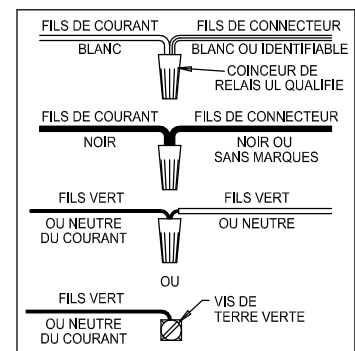 FILS DE COURANT FILS DE CONNECTEUR
BLANC BLANC OU IDENTIFIABLE
COINCEUR DE
RELAIS UL QUALIFIE
FILS DE COURANT FILS DE CONNECTEUR
NOIR NOIR OU
SANS MARQUES
FILS VERT FILS VERT
OU NEUTRE OU NEUTRE
DU COURANT
OU
FILS VERT VIS DE
TERRE VERTE
OU NEUTRE
DU COURANT